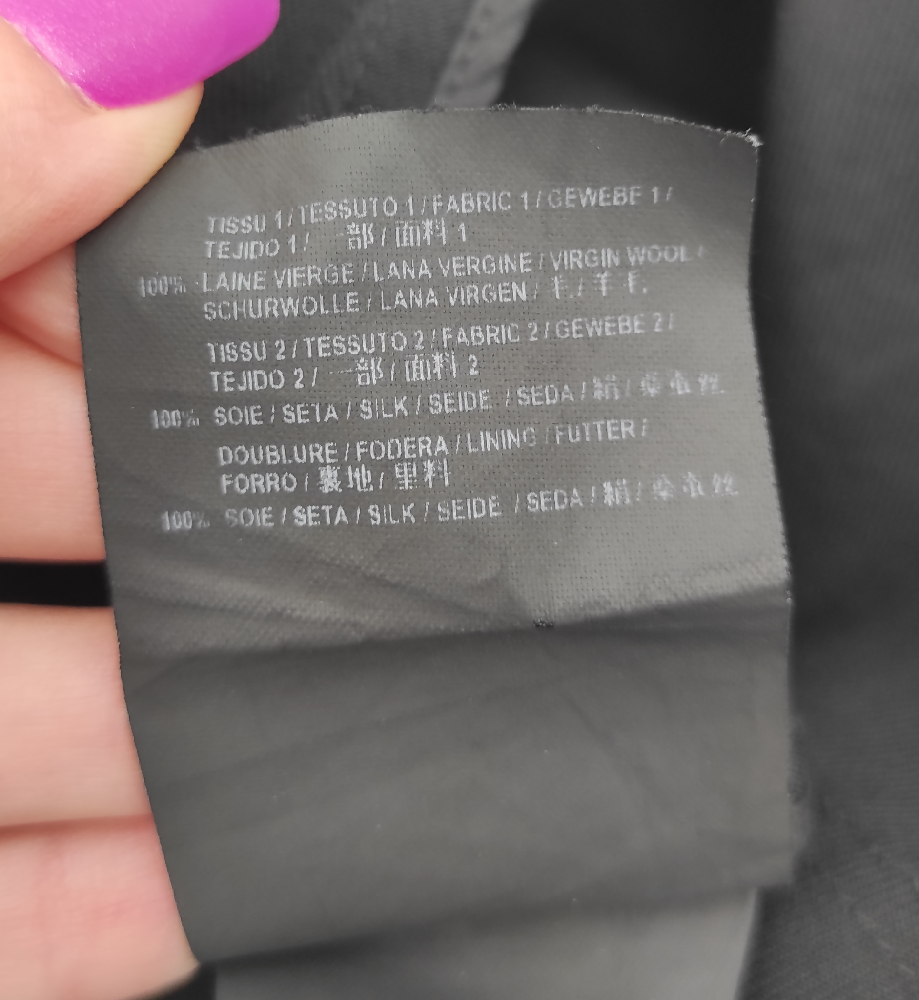 TISSU 1/TESSUTO 1/FABRIC 1/GEWEBE 1/
TEJIDO 1/ 一部/面料 1
100% LAINE VIERGE/LANA VERGINE/VIRGIN WOOL/
SCHURWOLLE/LANA VIRGEN/毛/羊毛
TISSU 2/TESSUTO 2/FABRIC 2/GEWEBE 2/
TEJIDO 2/ 一部/面料 2
100% SOIE/SETA/SILK/SEIDE /SEDA/絹/桑蚕丝
DOUBLURE/FODERA/LINING/FUTTER/
FORRO/裏地/里料
100% SOIE/SETA/SILK/SEIDE /SEDA/絹/桑蚕丝